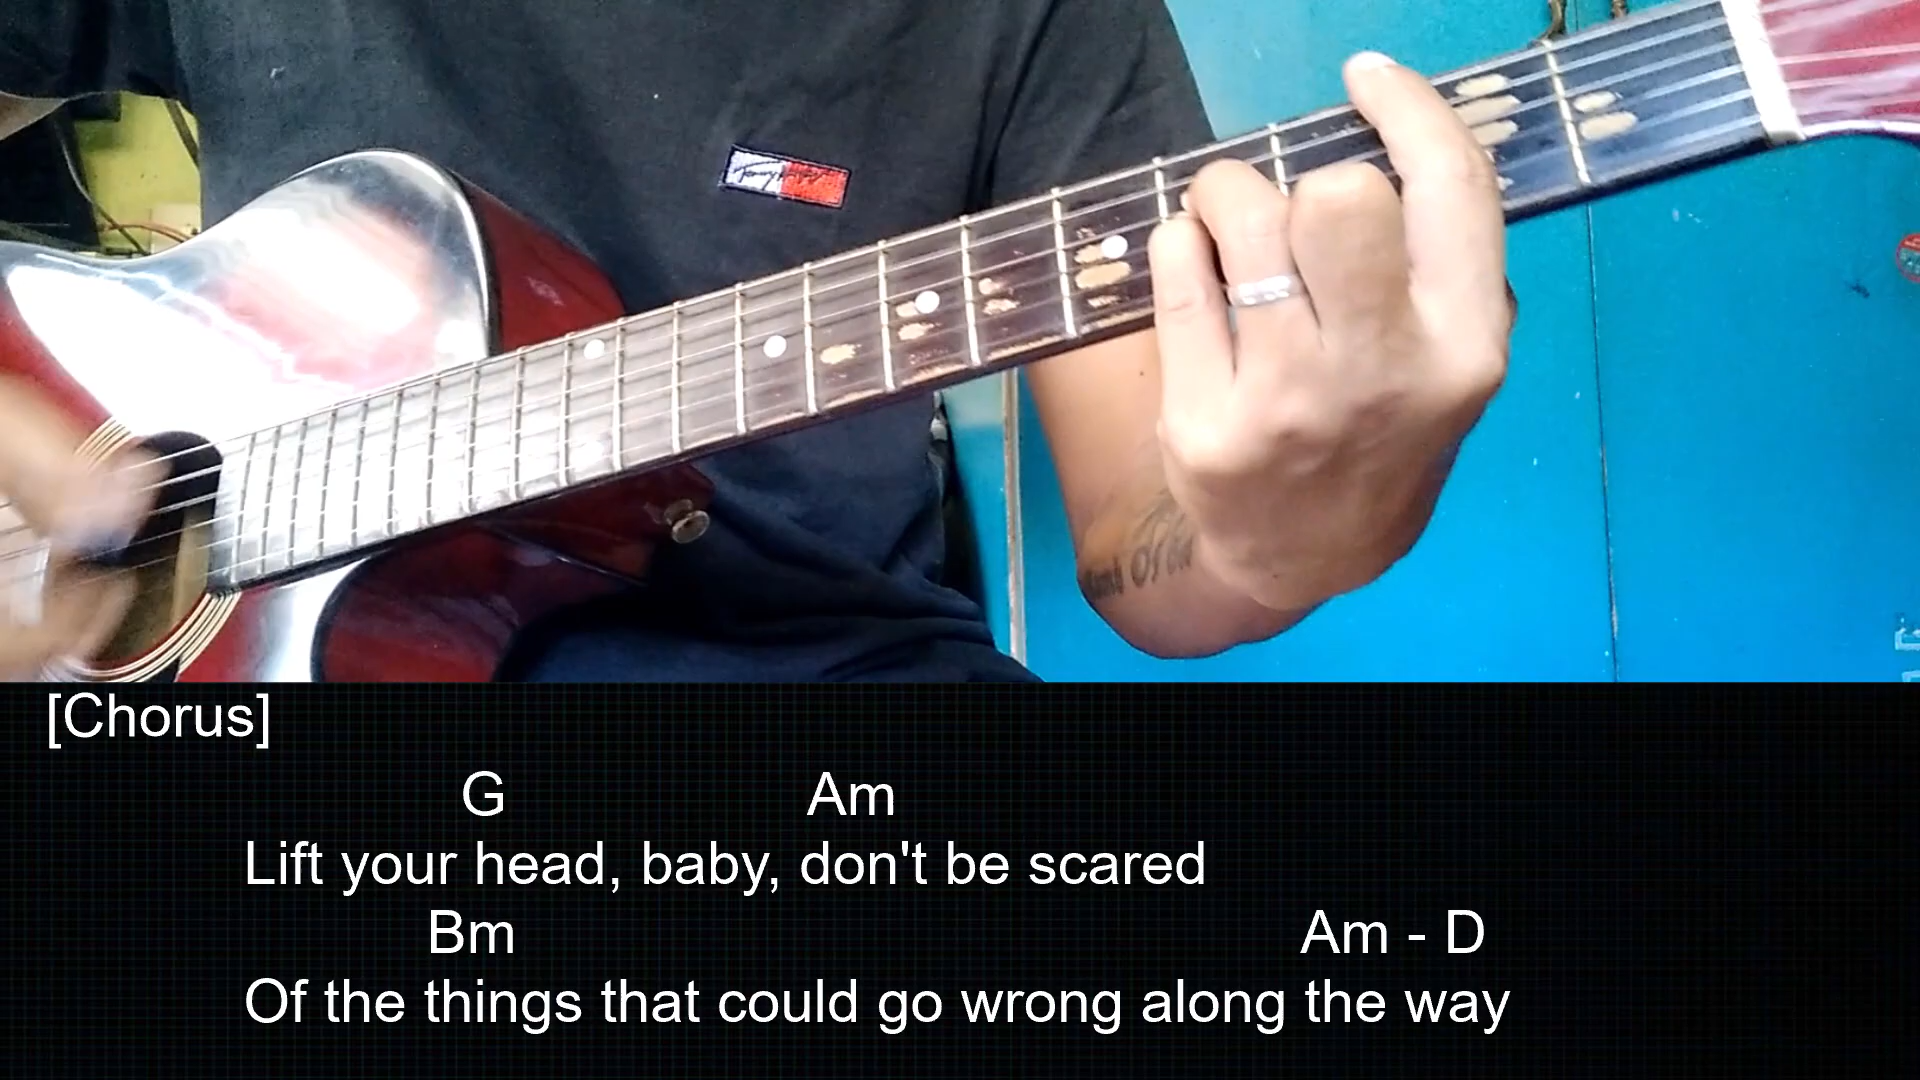 [Chorus]
G Am
Lift your head, baby, don't be scared
Bm Am - D
Of the things that could go wrong along the way